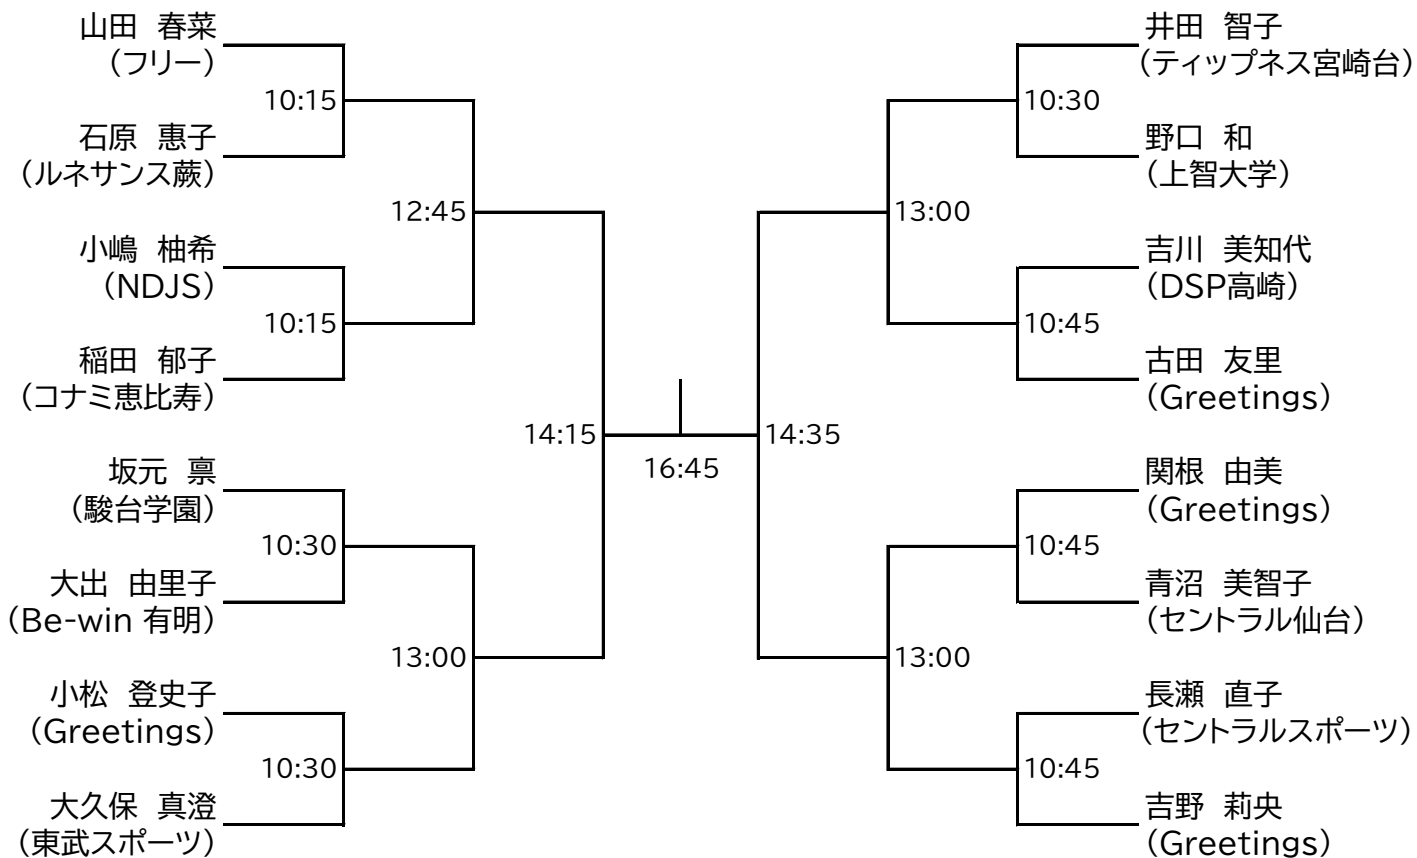 山田 春菜
(フリー)
10:15
石原 惠子
(ルネサンス蕨)
12:45
小嶋 柚希
(NDJS)
10:15
稲田 郁子
(コナミ恵比寿)
14:15
坂元 禀
(駿台学園)
10:30
大出 由里子
(Be-win 有明)
13:00
小松 登史子
(Greetings)
10:30
大久保 真澄
(東武スポーツ)
16:45
井田 智子
(ティップネス宮崎台)
10:30
野口 和
(上智大学)
13:00
吉川 美知代
(DSP高崎)
10:45
古田 友里
(Greetings)
14:35
関根 由美
(Greetings)
10:45
青沼 美智子
(セントラル仙台)
13:00
長瀬 直子
(セントラルスポーツ)
10:45
吉野 莉央
(Greetings)